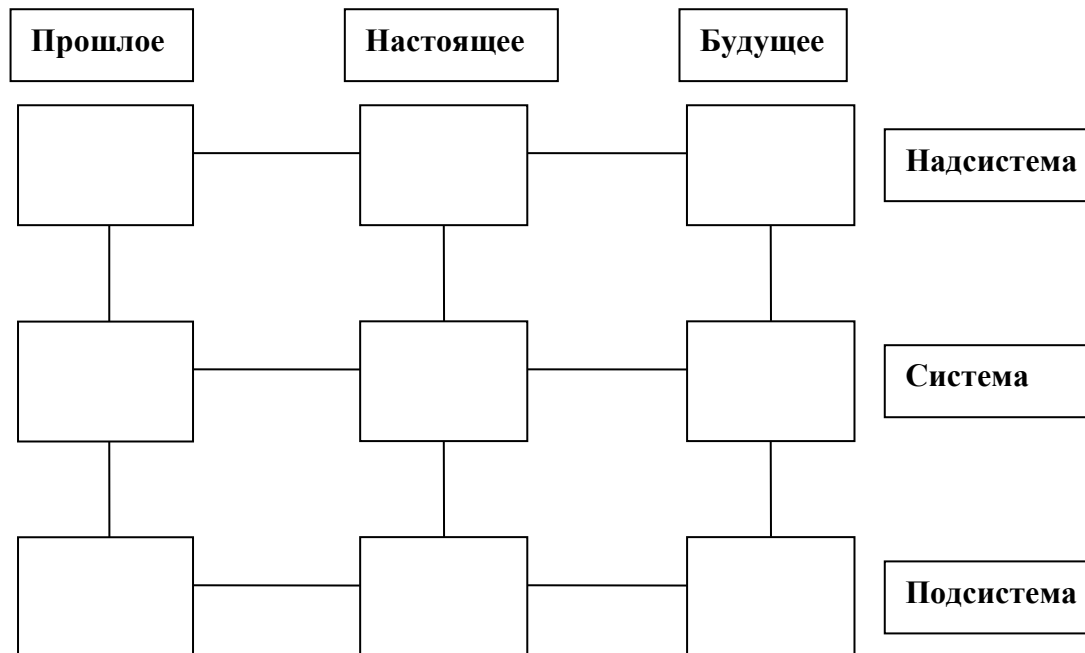 Прошлое
Настоящее
Будущее
Надсистема
Система
Подсистема